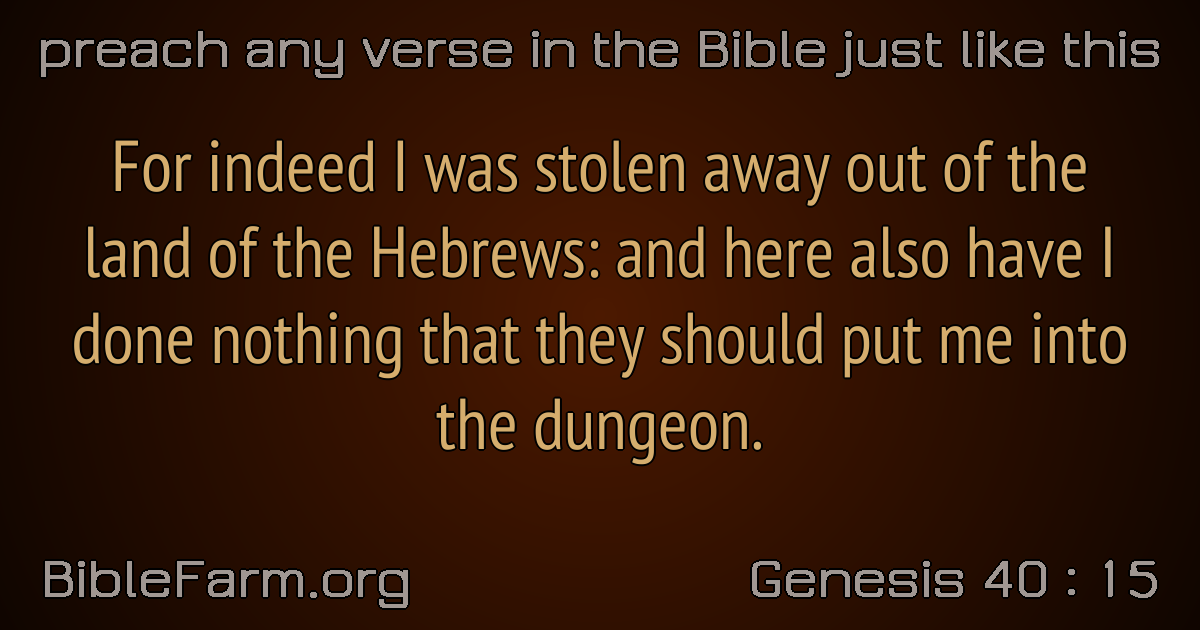 preach any verse in the Bible just like this
For indeed I was stolen away out of the
land of the Hebrews: and here also have I
done nothing that they should put me into
the dungeon.
BibleFarm.org
Genesis 40 : 15